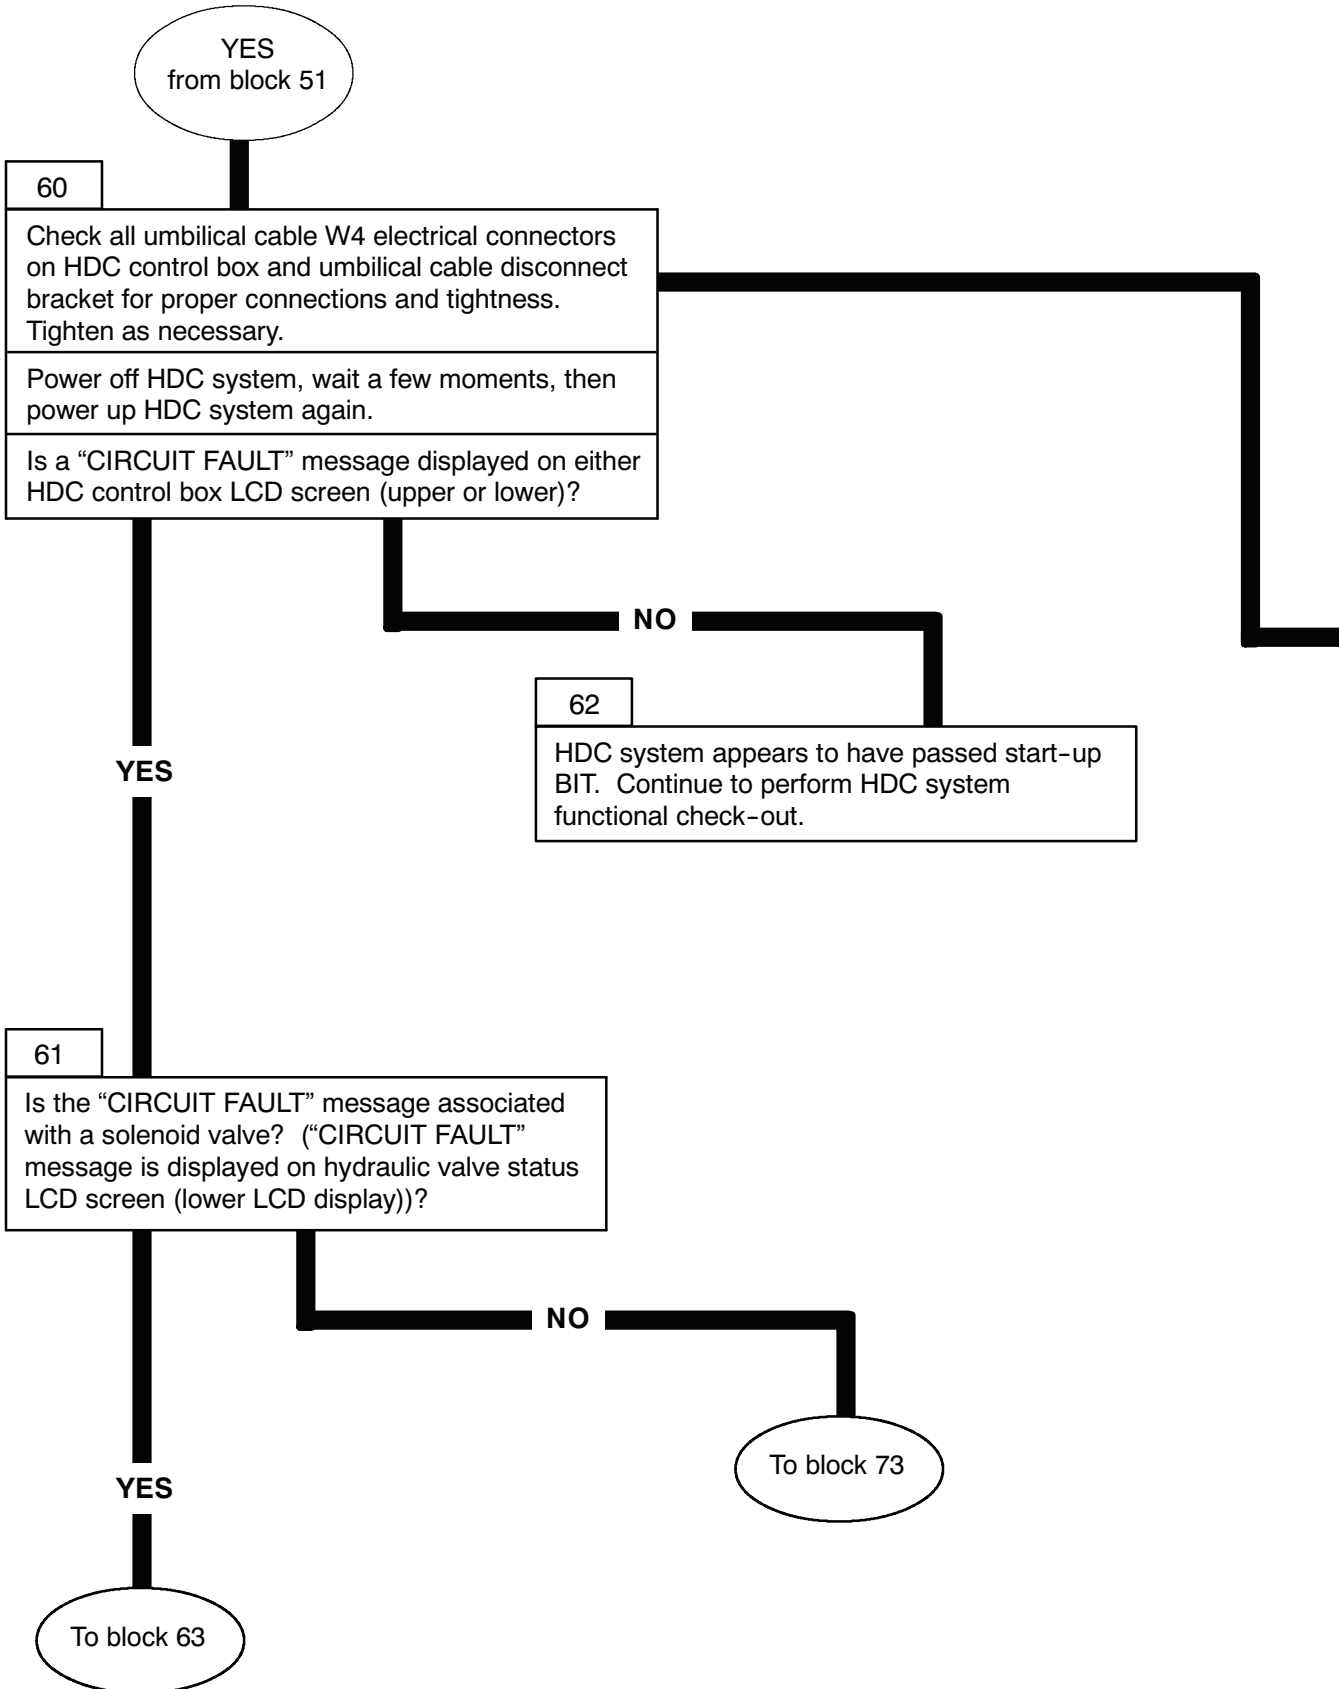 YES
from block 51
60
Check all umbilical cable W4 electrical connectors
on HDC control box and umbilical cable disconnect
bracket for proper connections and tightness.
Tighten as necessary.
Power off HDC system, wait a few moments, then
power up HDC system again.
Is a “CIRCUIT FAULT” message displayed on either
HDC control box LCD screen (upper or lower)?
NO
62
HDC system appears to have passed start-up
BIT.  Continue to perform HDC system
functional check-out.
YES
61
Is the “CIRCUIT FAULT” message associated
with a solenoid valve?  (“CIRCUIT FAULT”
message is displayed on hydraulic valve status
LCD screen (lower LCD display))?
NO
To block 73
YES
To block 63